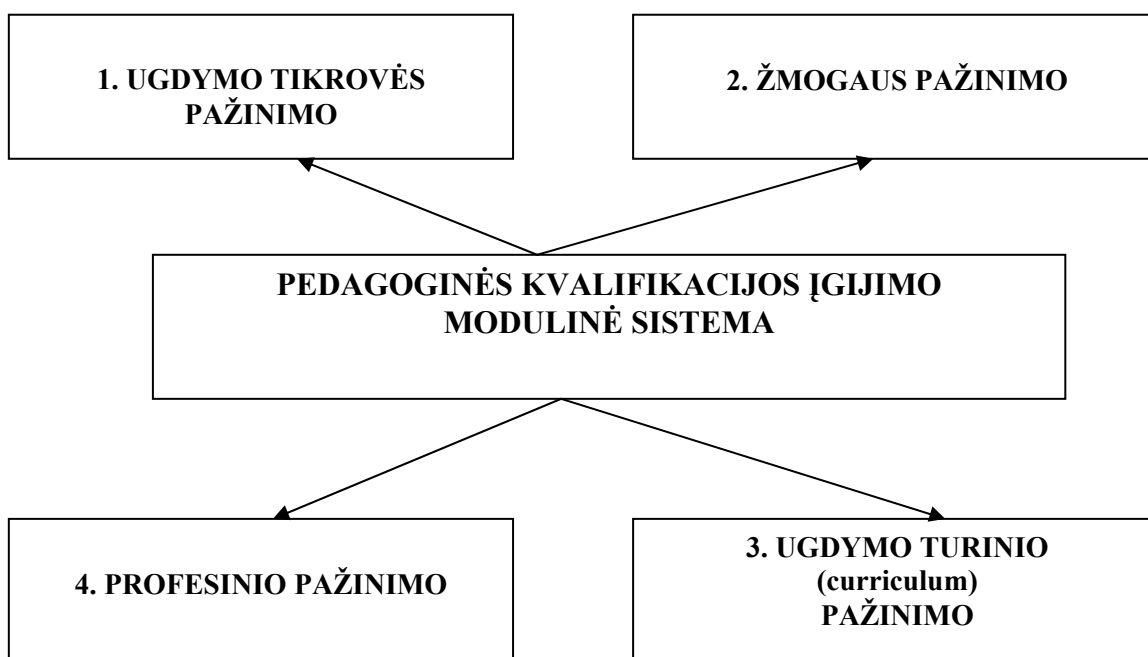 1. UGDYMO TIKROVĖS
PAŽINIMO
2. ŽMOGAUS PAŽINIMO
PEDAGOGINĖS KVALIFIKACIJOS ĮGIJIMO
MODULINĖ SISTEMA
4. PROFESINIO PAŽINIMO
3. UGDYMO TURINIO
(curriculum)
PAŽINIMO